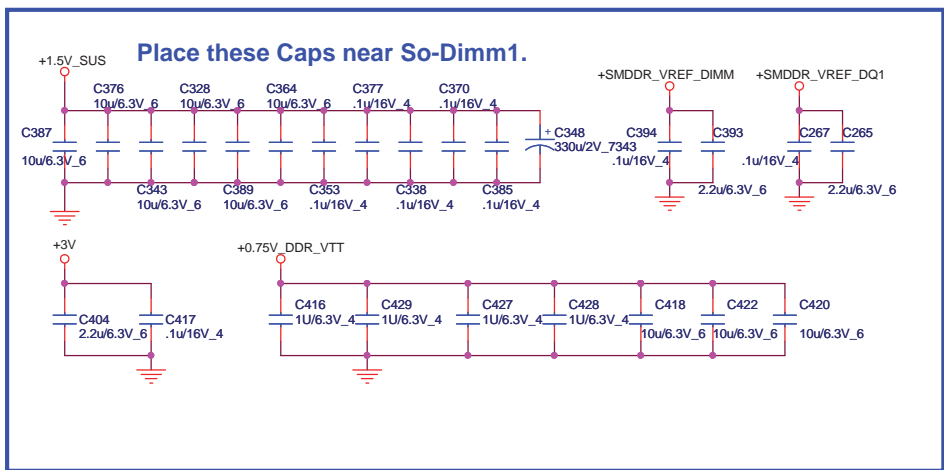 Place these Caps near So-Dimm1.
+1.5V_SUS
+SMDDR_VREF_DIMM
+SMDDR_VREF_DQ1
C376
C328
C364
C377
C370
10u/6.3V_6
10u/6.3V_6
10u/6.3V_6
.1u/16V_4
.1u/16V_4
C387
10u/6.3V_6
+
C348
330u/2V_7343
C394
.1u/16V_4
C393
2.2u/6.3V_6
C267
.1u/16V_4
C265
2.2u/6.3V_6
C343
10u/6.3V_6
C389
10u/6.3V_6
C353
.1u/16V_4
C338
.1u/16V_4
C385
.1u/16V_4
+3V
+0.75V_DDR_VTT
C404
2.2u/6.3V_6
C417
.1u/16V_4
C416
1U/6.3V_4
C429
1U/6.3V_4
C427
1U/6.3V_4
C428
1U/6.3V_4
C418
10u/6.3V_6
C422
10u/6.3V_6
C420
10u/6.3V_6